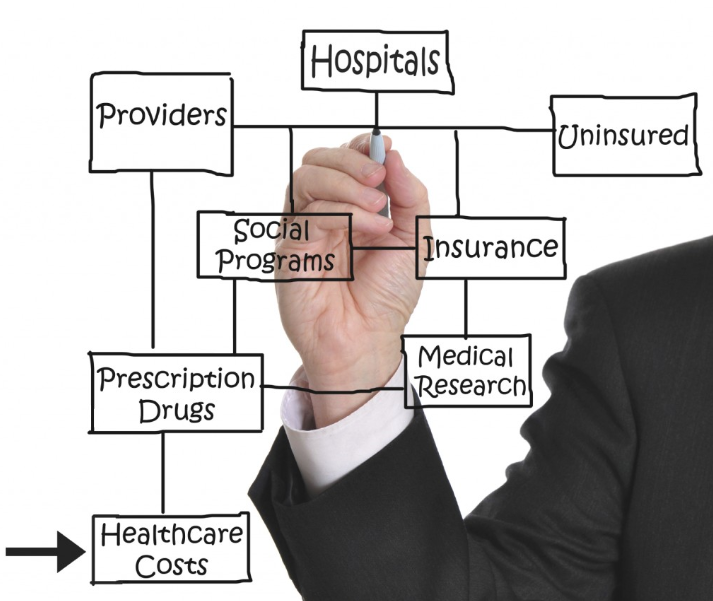 Hospitals
Providers
Uninsured
Social
Programs
Insurance
Medical
Research
Prescription
Drugs
Healthcare
Costs